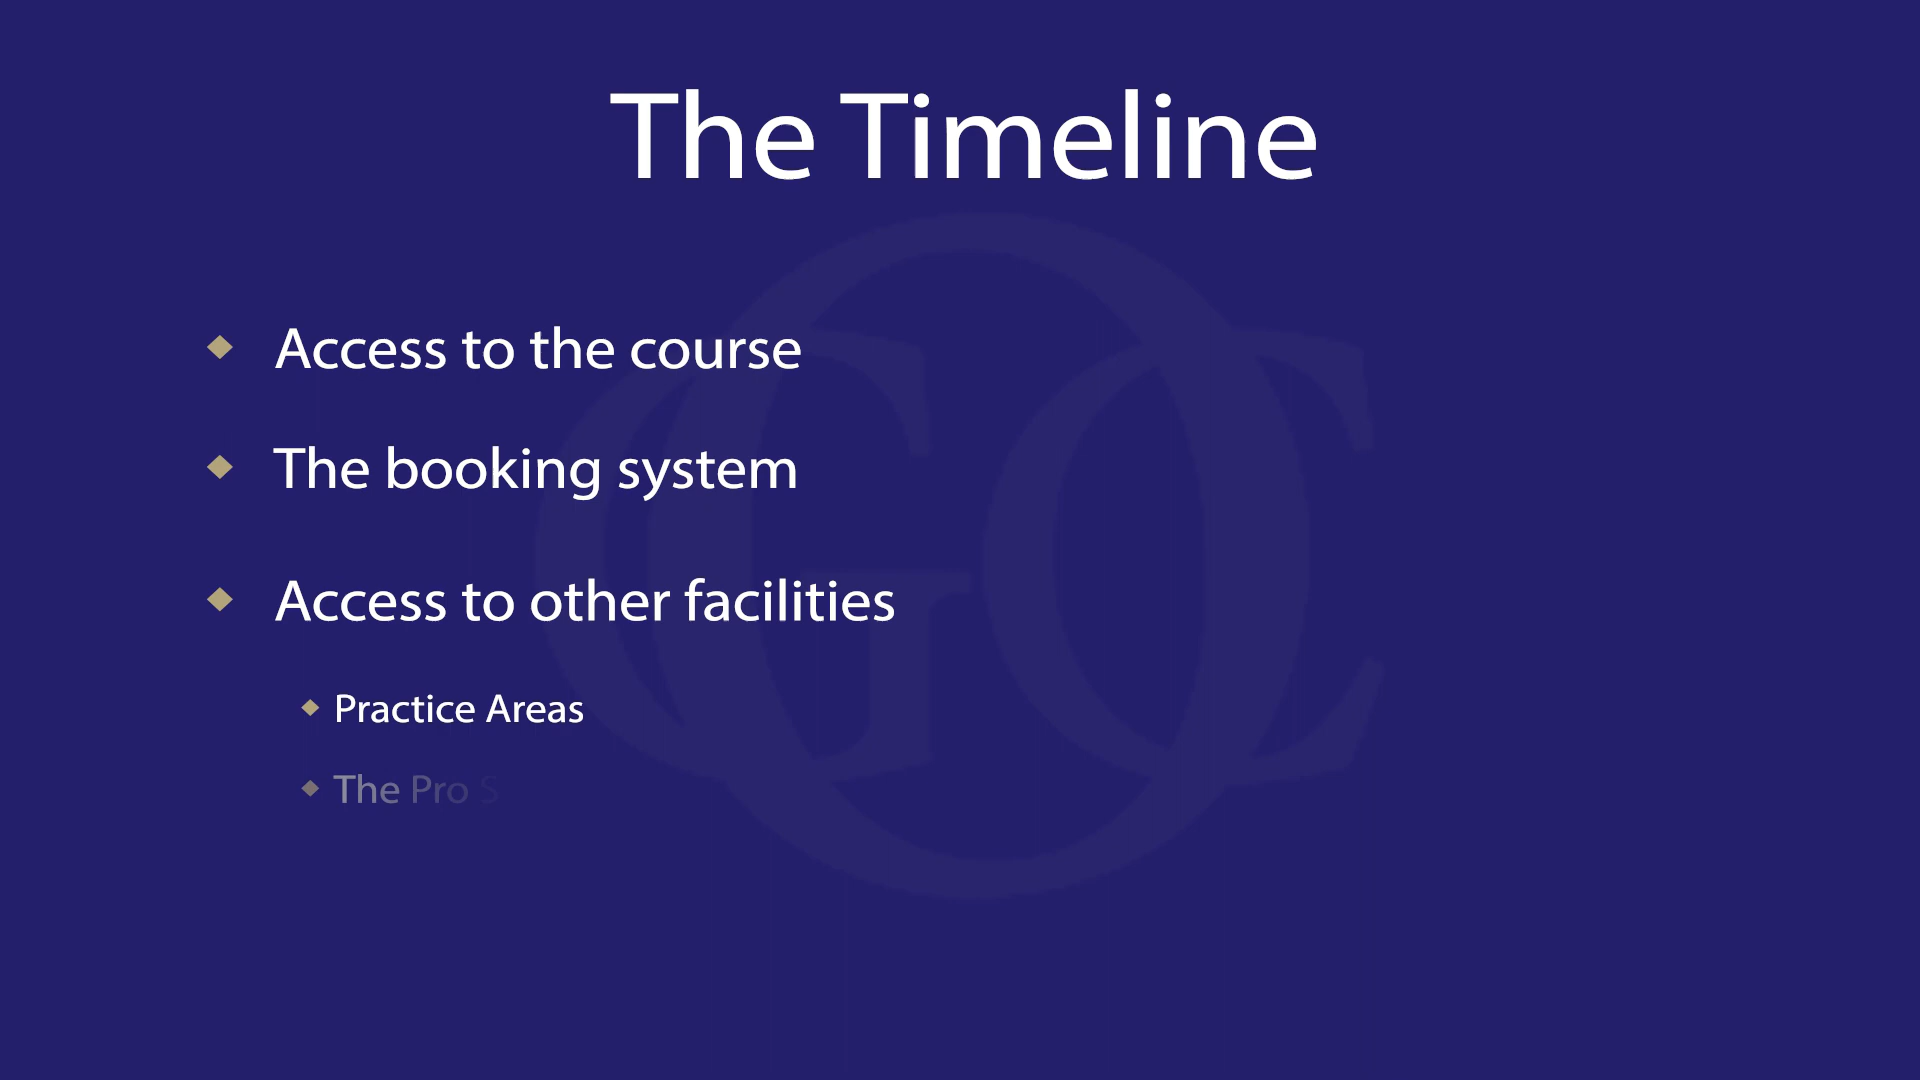 The Timeline
Access to the course
The booking system
Access to other facilities
Practice Areas
The Pro S